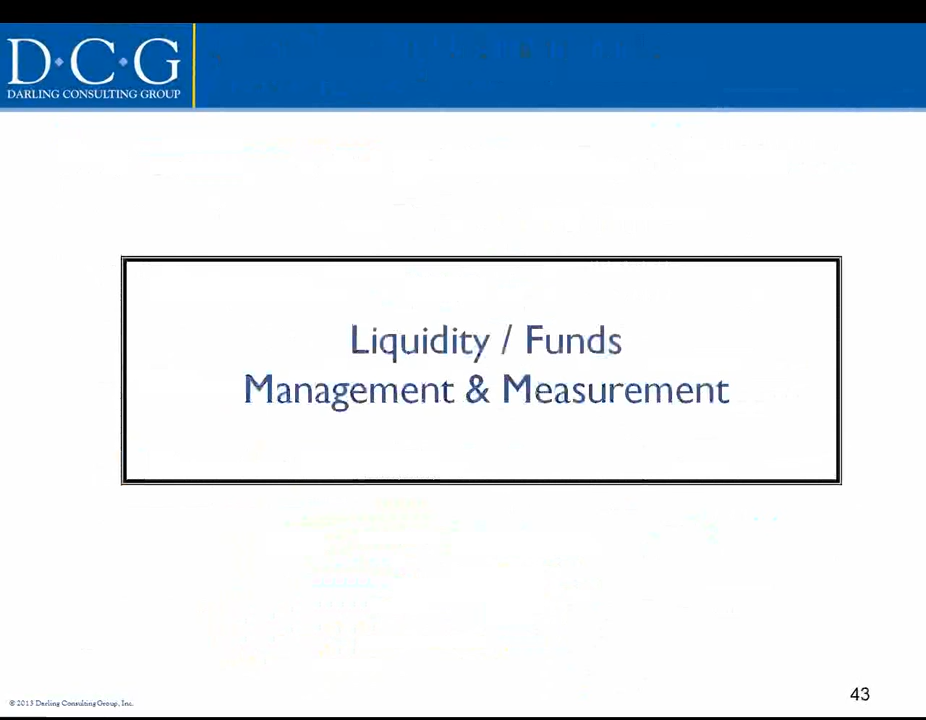 D•C•G
DARLING CONSULTING GROUP
Liquidity / Funds
Management & Measurement
© 2013 Darling Consulting Group, Inc.
43